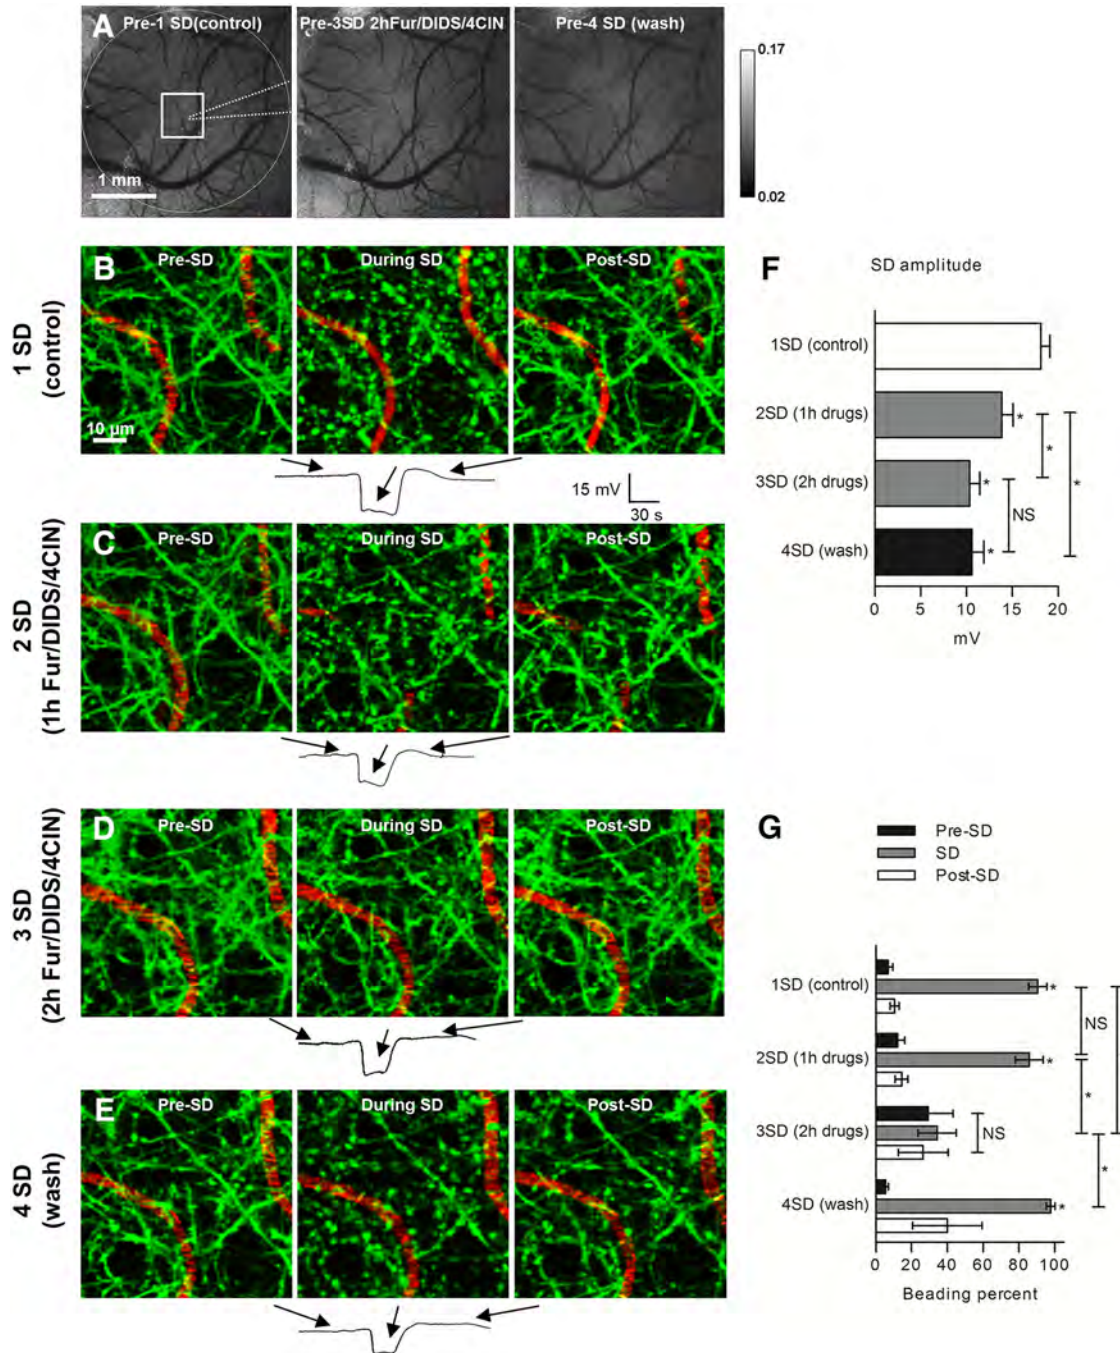 A
Pre-1 SD(control)
Pre-3SD 2hFur/DIDS/4CIN
Pre-4 SD (wash)
1 mm
0.17
0.02
1 SD
(control)
B
Pre-SD
During SD
Post-SD
10 µm
15 mV
30 s
2 SD
(1h Fur/DIDS/4CIN)
C
Pre-SD
During SD
Post-SD
3 SD
(2h Fur/DIDS/4CIN)
D
Pre-SD
During SD
Post-SD
4 SD
(wash)
E
Pre-SD
During SD
Post-SD
F
SD amplitude
1SD (control)
2SD (1h drugs)
*
*
3SD (2h drugs)
*
*
NS
4SD (wash)
*
0 5 10 15 20
mV
G
Pre-SD
SD
Post-SD
1SD (control)
*
NS
2SD (1h drugs)
*
*
3SD (2h drugs)
NS
*
4SD (wash)
*
0 20 40 60 80 100
Beading percent